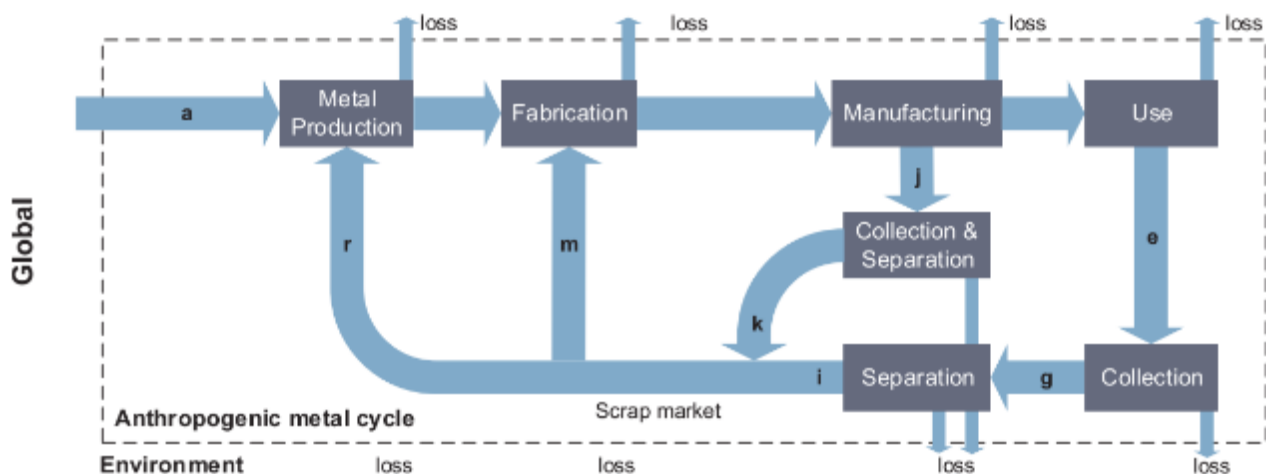 loss loss loss loss
a
Metal
Production
Fabrication
Manufacturing
Use
j
Global
r
m
Collection &
Separation
e
k
i
Separation
g
Collection
Scrap market
Anthropogenic metal cycle
Environment
loss loss loss loss